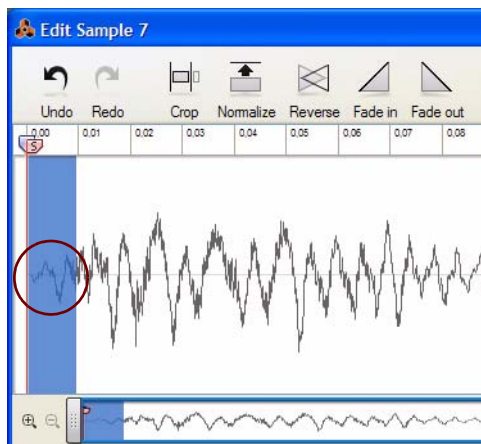 Edit Sample 7
Undo Redo Crop Normalize Reverse Fade in Fade out
0,00 0,01 0,02 0,03 0,04 0,05 0,06 0,07 0,08
S